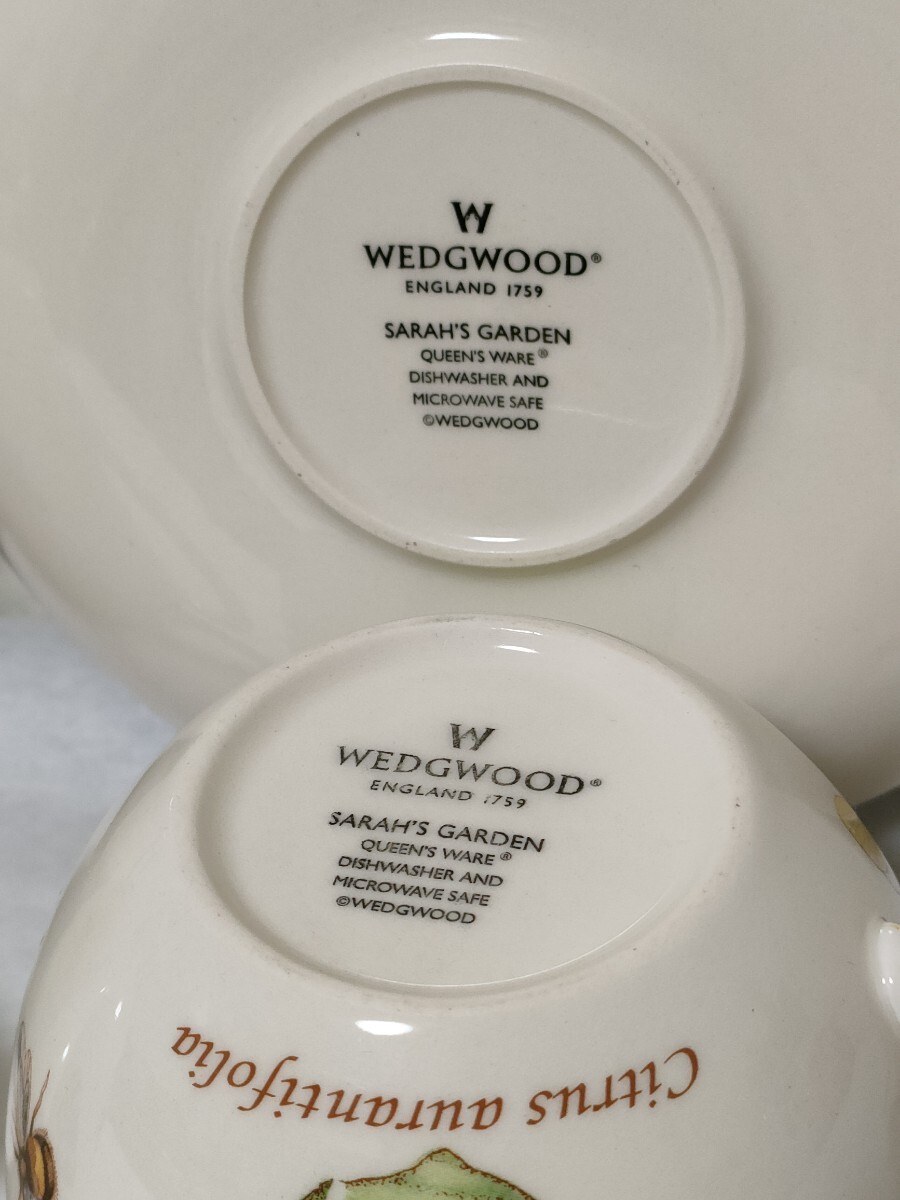 W
WEDGWOOD®
ENGLAND 1759
SARAH'S GARDEN
QUEEN'S WARE®
DISHWASHER AND
MICROWAVE SAFE
©WEDGWOOD
W
WEDGWOOD®
ENGLAND 1759
SARAH'S GARDEN
QUEEN'S WARE®
DISHWASHER AND
MICROWAVE SAFE
©WEDGWOOD
Citrus aurantifolia